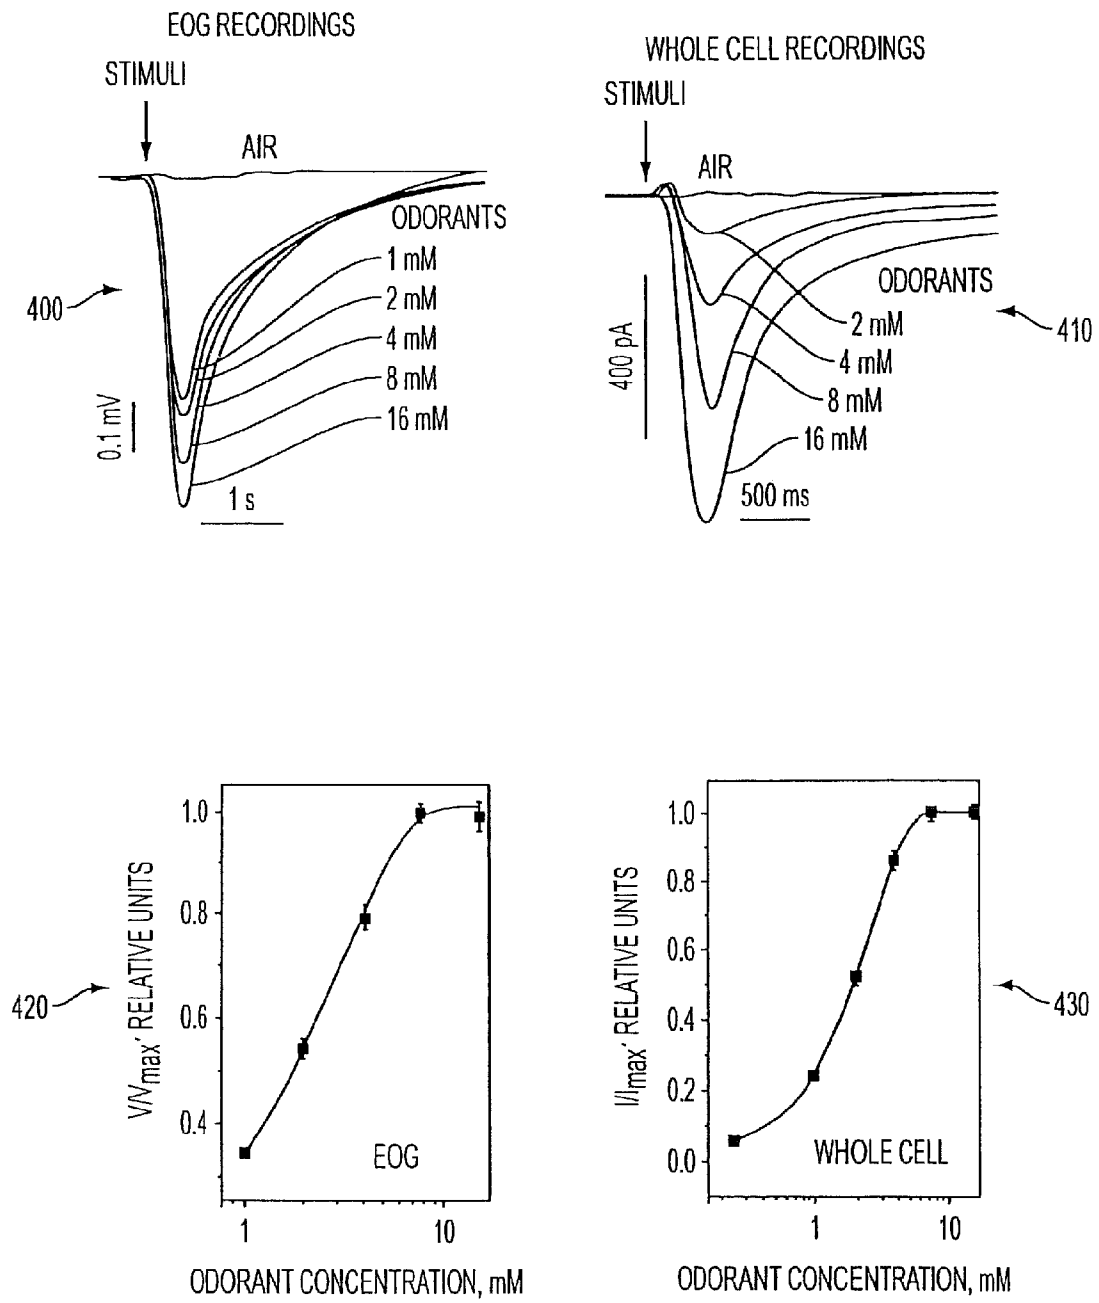 EOG RECORDINGS
STIMULI
AIR
ODORANTS
1 mM
2 mM
4 mM
8 mM
16 mM
400
0.1 mV
1 s
WHOLE CELL RECORDINGS
STIMULI
AIR
ODORANTS
2 mM
4 mM
8 mM
16 mM
410
400 pA
500 ms
1.0
0.8
0.6
0.4
V/Vmax′ RELATIVE UNITS
420
EOG
1
10
ODORANT CONCENTRATION, mM
1.0
0.8
0.6
0.4
0.2
0.0
I/Imax′ RELATIVE UNITS
430
WHOLE CELL
1
10
ODORANT CONCENTRATION, mM